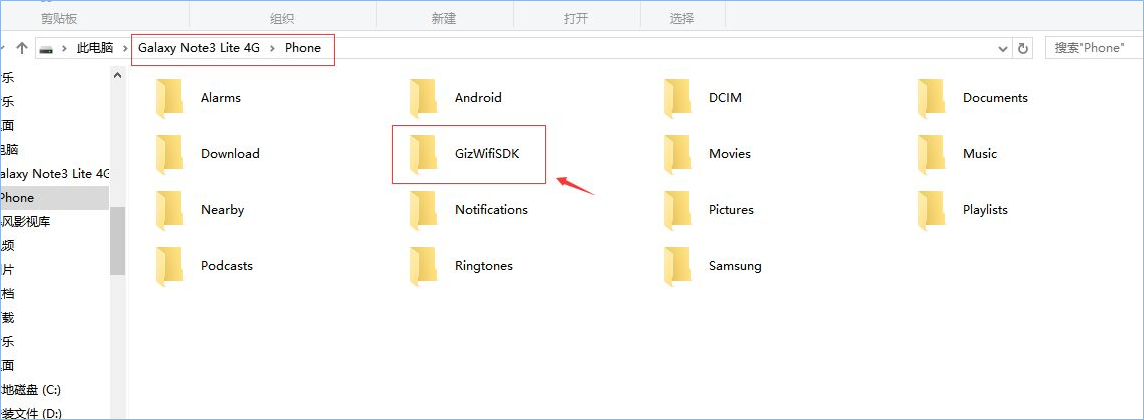 剪贴板 组织 新建 打开 选择
此电脑 Galaxy Note3 Lite 4G Phone 搜索"Phone"
Alarms Android DCIM Documents
Download GizWifiSDK Movies Music
Nearby Notifications Pictures Playlists
Podcasts Ringtones Samsung
乐
乐
面
电脑
alaxy Note3 Lite 4G
Phone
风影视库
频
片
文档
载
乐
面
地磁盘 (C:)
装文件 (D:)